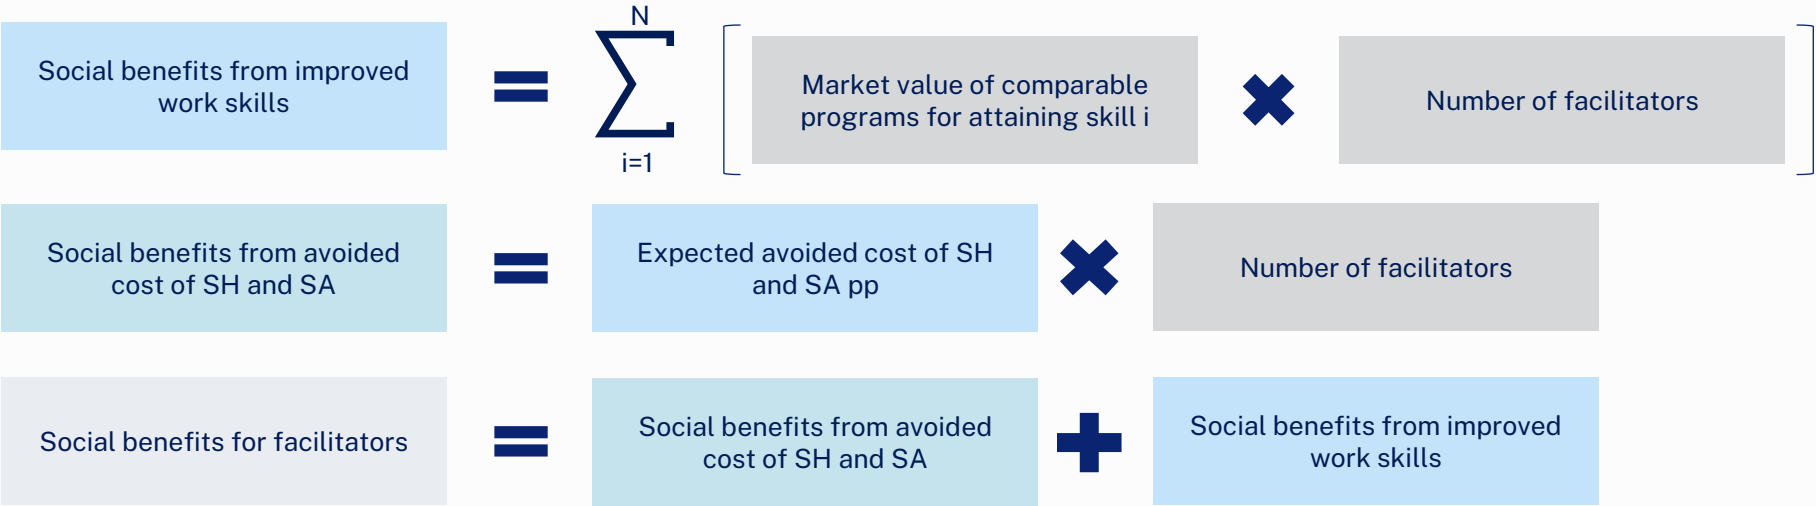 N
Social benefits from improved
work skills
=
∑
Market value of comparable
programs for attaining skill i
×
Number of facilitators
i=1
Social benefits from avoided
cost of SH and SA
=
Expected avoided cost of SH
and SA pp
×
Number of facilitators
Social benefits for facilitators
=
Social benefits from avoided
cost of SH and SA
+
Social benefits from improved
work skills